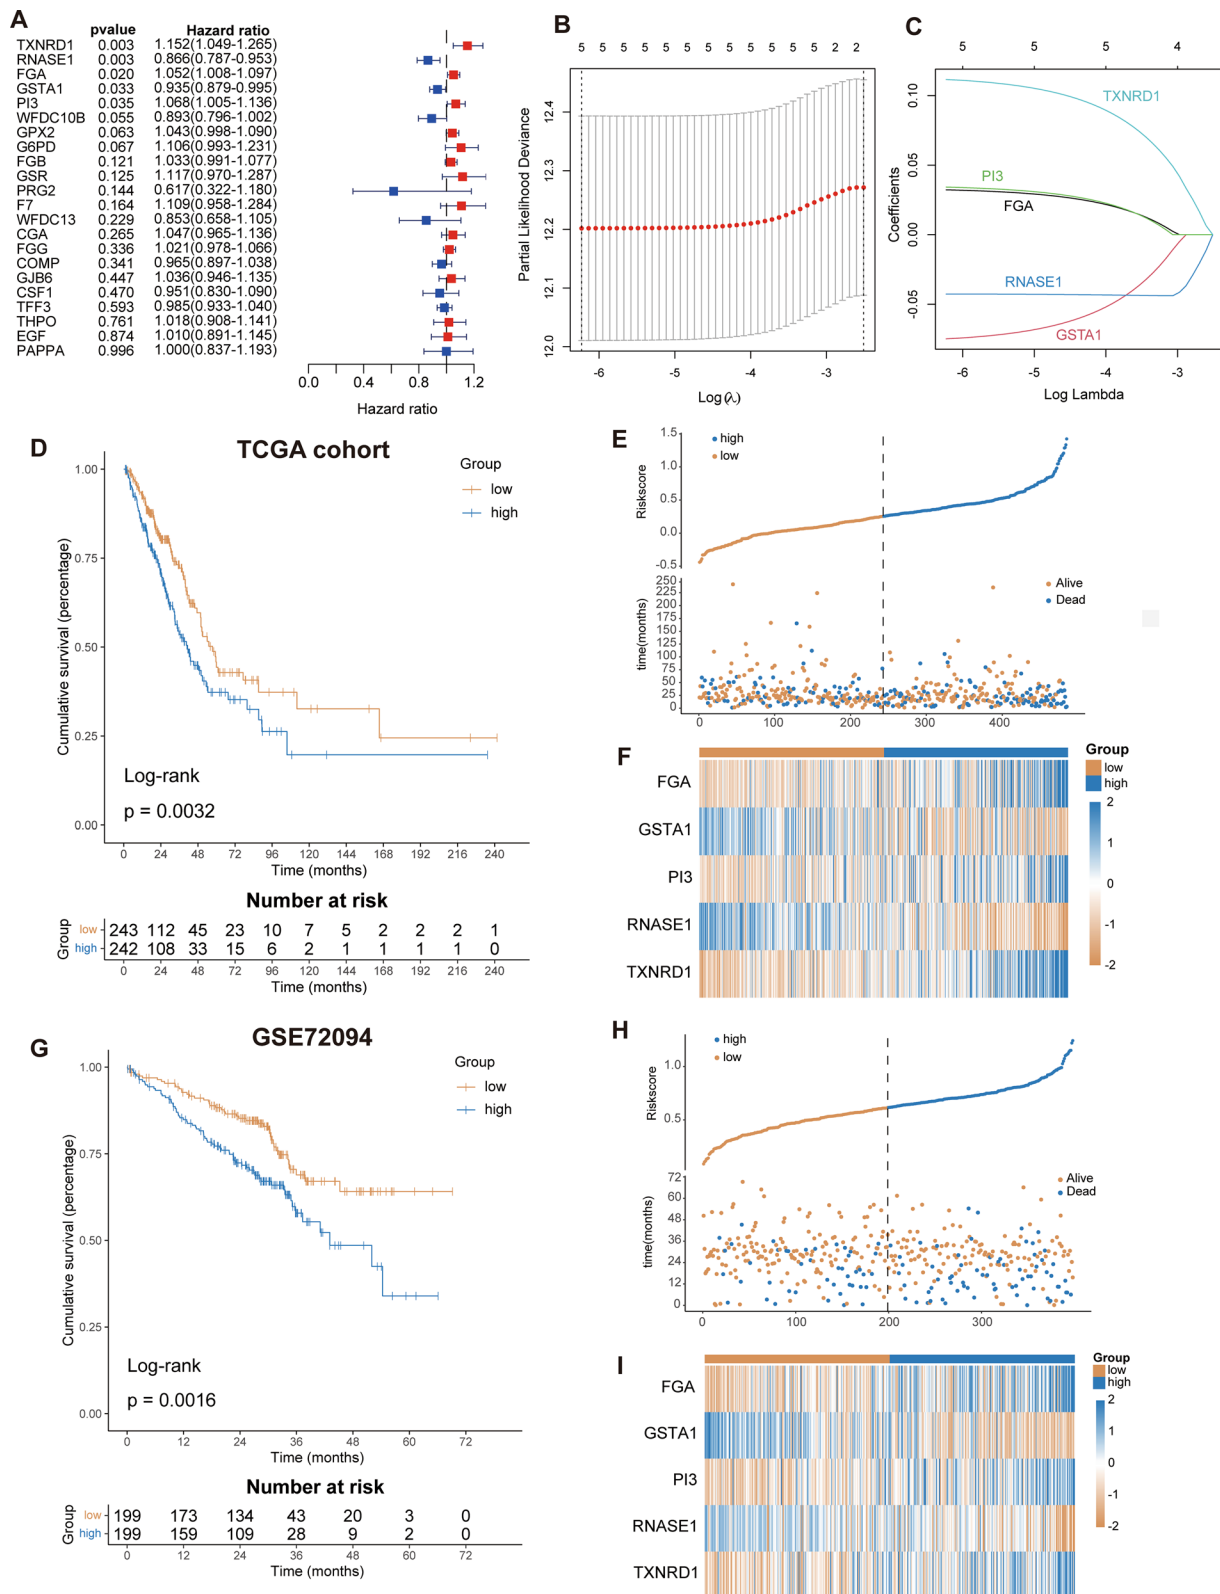 A
pvalue Hazard ratio
TXNRD1 0.003 1.152(1.049-1.265)
RNASE1 0.003 0.866(0.787-0.953)
FGA 0.020 1.052(1.008-1.097)
GSTA1 0.033 0.935(0.879-0.995)
PI3 0.035 1.068(1.005-1.136)
WFDC10B 0.055 0.893(0.796-1.002)
GPX2 0.063 1.043(0.998-1.090)
G6PD 0.067 1.106(0.993-1.231)
FGB 0.121 1.033(0.991-1.077)
GSR 0.125 1.117(0.970-1.287)
PRG2 0.144 0.617(0.322-1.180)
F7 0.164 1.109(0.958-1.284)
WFDC13 0.229 0.853(0.658-1.105)
CGA 0.265 1.047(0.965-1.136)
FGG 0.336 1.021(0.978-1.066)
COMP 0.341 0.965(0.897-1.038)
GJB6 0.447 1.036(0.946-1.135)
CSF1 0.470 0.951(0.830-1.090)
TFF3 0.593 0.985(0.933-1.040)
THPO 0.761 1.018(0.908-1.141)
EGF 0.874 1.010(0.891-1.145)
PAPPA 0.996 1.000(0.837-1.193)
0.0 0.4 0.8 1.2
Hazard ratio
B
5 5 5 5 5 5 5 5 5 5 5 5 2 2
Partial Likelihood Deviance
12.4
12.3
12.2
12.1
12.0
-6 -5 -4 -3
Log(λ)
C
5 5 5 4
Coefficients
0.10
0.05
0.00
-0.05
TXNRD1
PI3
FGA
RNASE1
GSTA1
-6 -5 -4 -3
Log Lambda
D
TCGA cohort
Group
low
high
Cumulative survival (percentage)
1.00
0.75
0.50
0.25
0.00
Log-rank
p = 0.0032
0 24 48 72 96 120 144 168 192 216 240
Time (months)
Number at risk
Group
low 243 112 45 23 10 7 5 2 2 2 1
high 242 108 33 15 6 2 1 1 1 1 0
0 24 48 72 96 120 144 168 192 216 240
Time (months)
E
high
low
Riskscore
1.5
1.0
0.5
0.0
-0.5
Alive
Dead
time(months)
250
225
200
175
150
125
100
75
50
25
0
0 100 200 300 400
F
FGA
GSTA1
PI3
RNASE1
TXNRD1
Group
low
high
2
1
0
-1
-2
G
GSE72094
Group
low
high
Cumulative survival (percentage)
1.00
0.75
0.50
0.25
0.00
Log-rank
p = 0.0016
0 12 24 36 48 60 72
Time (months)
Number at risk
Group
low 199 173 134 43 20 3 0
high 199 159 109 28 9 2 0
0 12 24 36 48 60 72
Time (months)
H
high
low
Riskscore
1.0
0.5
Alive
Dead
time(months)
72
60
48
36
24
12
0
0 100 200 300
I
FGA
GSTA1
PI3
RNASE1
TXNRD1
Group
low
high
2
1
0
-1
-2